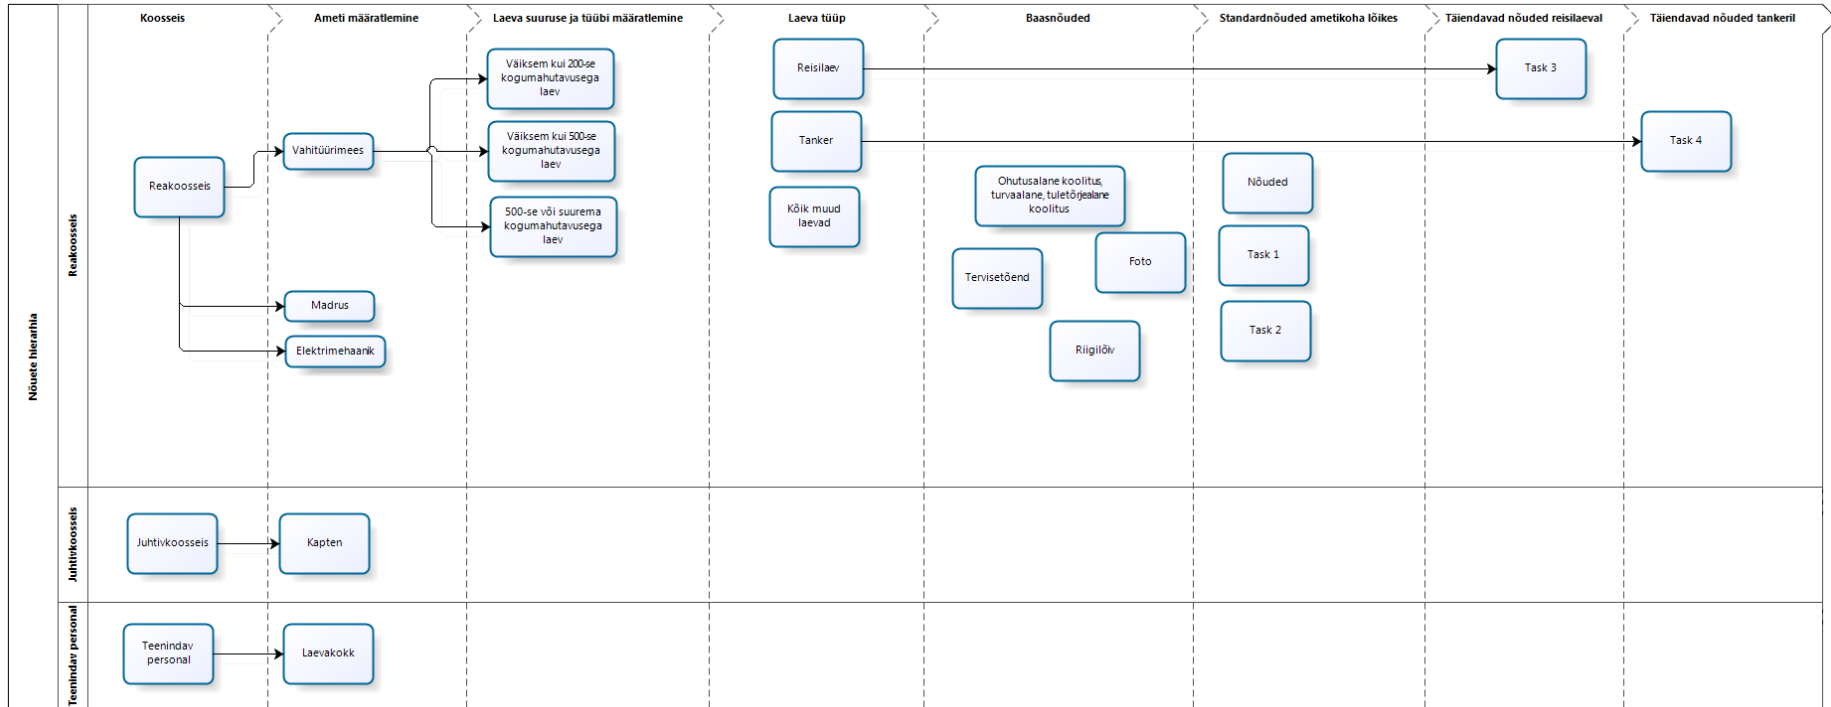 Koosseis
Ameti määratlemine
Laeva suuruse ja tüübi määratlemine
Laeva tüüp
Baasnõuded
Standardnõuded ametikoha lõikes
Täiendavad nõuded reisilaeval
Täiendavad nõuded tankeril
Nõuete hierarhia
Reakoosseis
Reakoosseis
Vahitüürimees
Madrus
Elektrimehaanik
Väiksem kui 200-se
kogumahutavusega
laev
Väiksem kui 500-se
kogumahutavusega
laev
500-se või suurema
kogumahutavusega
laev
Reisilaev
Tanker
Kõik muud
laevad
Ohutusalane koolitus,
turvaalane, tuletõrjealane
koolitus
Tervisetõend
Foto
Riigilõiv
Nõuded
Task 1
Task 2
Task 3
Task 4
Juhtivkoosseis
Juhtivkoosseis
Kapten
Teenindav personal
Teenindav
personal
Laevakokk